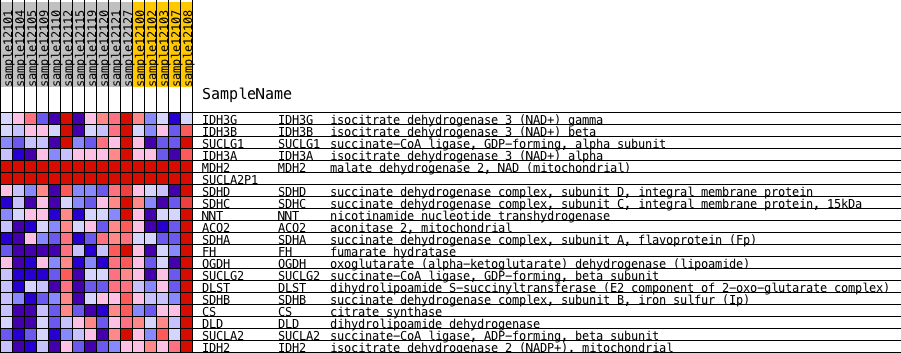 sample12101
sample12104
sample12105
sample12109
sample12110
sample12112
sample12115
sample12119
sample12120
sample12121
sample12127
sample12100
sample12102
sample12103
sample12107
sample12108
SampleName
IDH3G IDH3G isocitrate dehydrogenase 3 (NAD+) gamma
IDH3B IDH3B isocitrate dehydrogenase 3 (NAD+) beta
SUCLG1 SUCLG1 succinate-CoA ligase, GDP-forming, alpha subunit
IDH3A IDH3A isocitrate dehydrogenase 3 (NAD+) alpha
MDH2 MDH2 malate dehydrogenase 2, NAD (mitochondrial)
SUCLA2P1
SDHD SDHD succinate dehydrogenase complex, subunit D, integral membrane protein
SDHC SDHC succinate dehydrogenase complex, subunit C, integral membrane protein, 15kDa
NNT NNT nicotinamide nucleotide transhydrogenase
ACO2 ACO2 aconitase 2, mitochondrial
SDHA SDHA succinate dehydrogenase complex, subunit A, flavoprotein (Fp)
FH FH fumarate hydratase
OGDH OGDH oxoglutarate (alpha-ketoglutarate) dehydrogenase (lipoamide)
SUCLG2 SUCLG2 succinate-CoA ligase, GDP-forming, beta subunit
DLST DLST dihydrolipoamide S-succinyltransferase (E2 component of 2-oxo-glutarate complex)
SDHB SDHB succinate dehydrogenase complex, subunit B, iron sulfur (Ip)
CS CS citrate synthase
DLD DLD dihydrolipoamide dehydrogenase
SUCLA2 SUCLA2 succinate-CoA ligase, ADP-forming, beta subunit
IDH2 IDH2 isocitrate dehydrogenase 2 (NADP+), mitochondrial